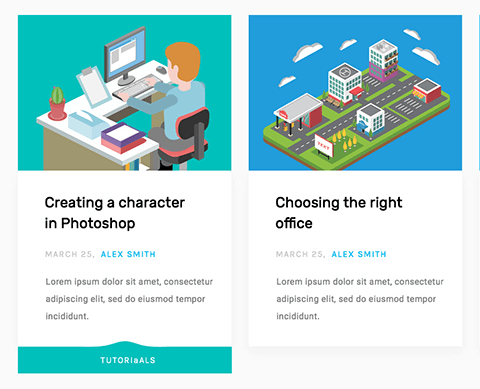 Creating a character
in Photoshop
MARCH 25, ALEX SMITH
Lorem ipsum dolor sit amet, consectetur
adipiscing elit, sed do eiusmod tempor
incididunt.
TUTORIaALS
Choosing the right
office
MARCH 25, ALEX SMITH
Lorem ipsum dolor sit amet, consectetur
adipiscing elit, sed do eiusmod tempor
incididunt.